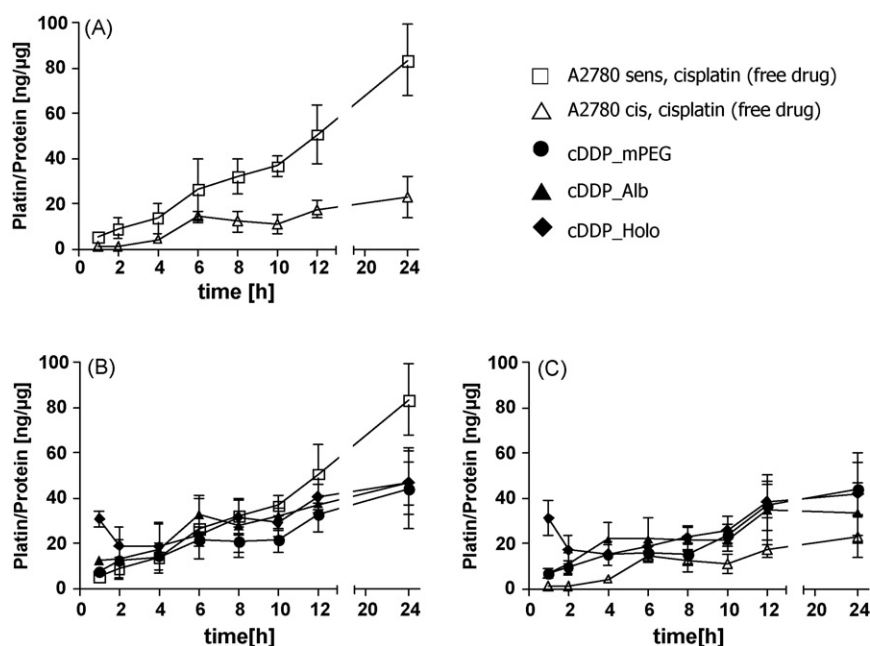 (A)
Platin/Protein [ng/µg]
100
80
60
40
20
0
0 2 4 6 8 10 12 20 24
time [h]
A2780 sens, cisplatin (free drug)
A2780 cis, cisplatin (free drug)
cDDP_mPEG
cDDP_Alb
cDDP_Holo
(B)
Platin/Protein [ng/µg]
100
80
60
40
20
0
0 2 4 6 8 10 12 20 24
time[h]
(C)
Platin/Protein [ng/µg]
100
80
60
40
20
0
0 2 4 6 8 10 12 20 24
time[h]